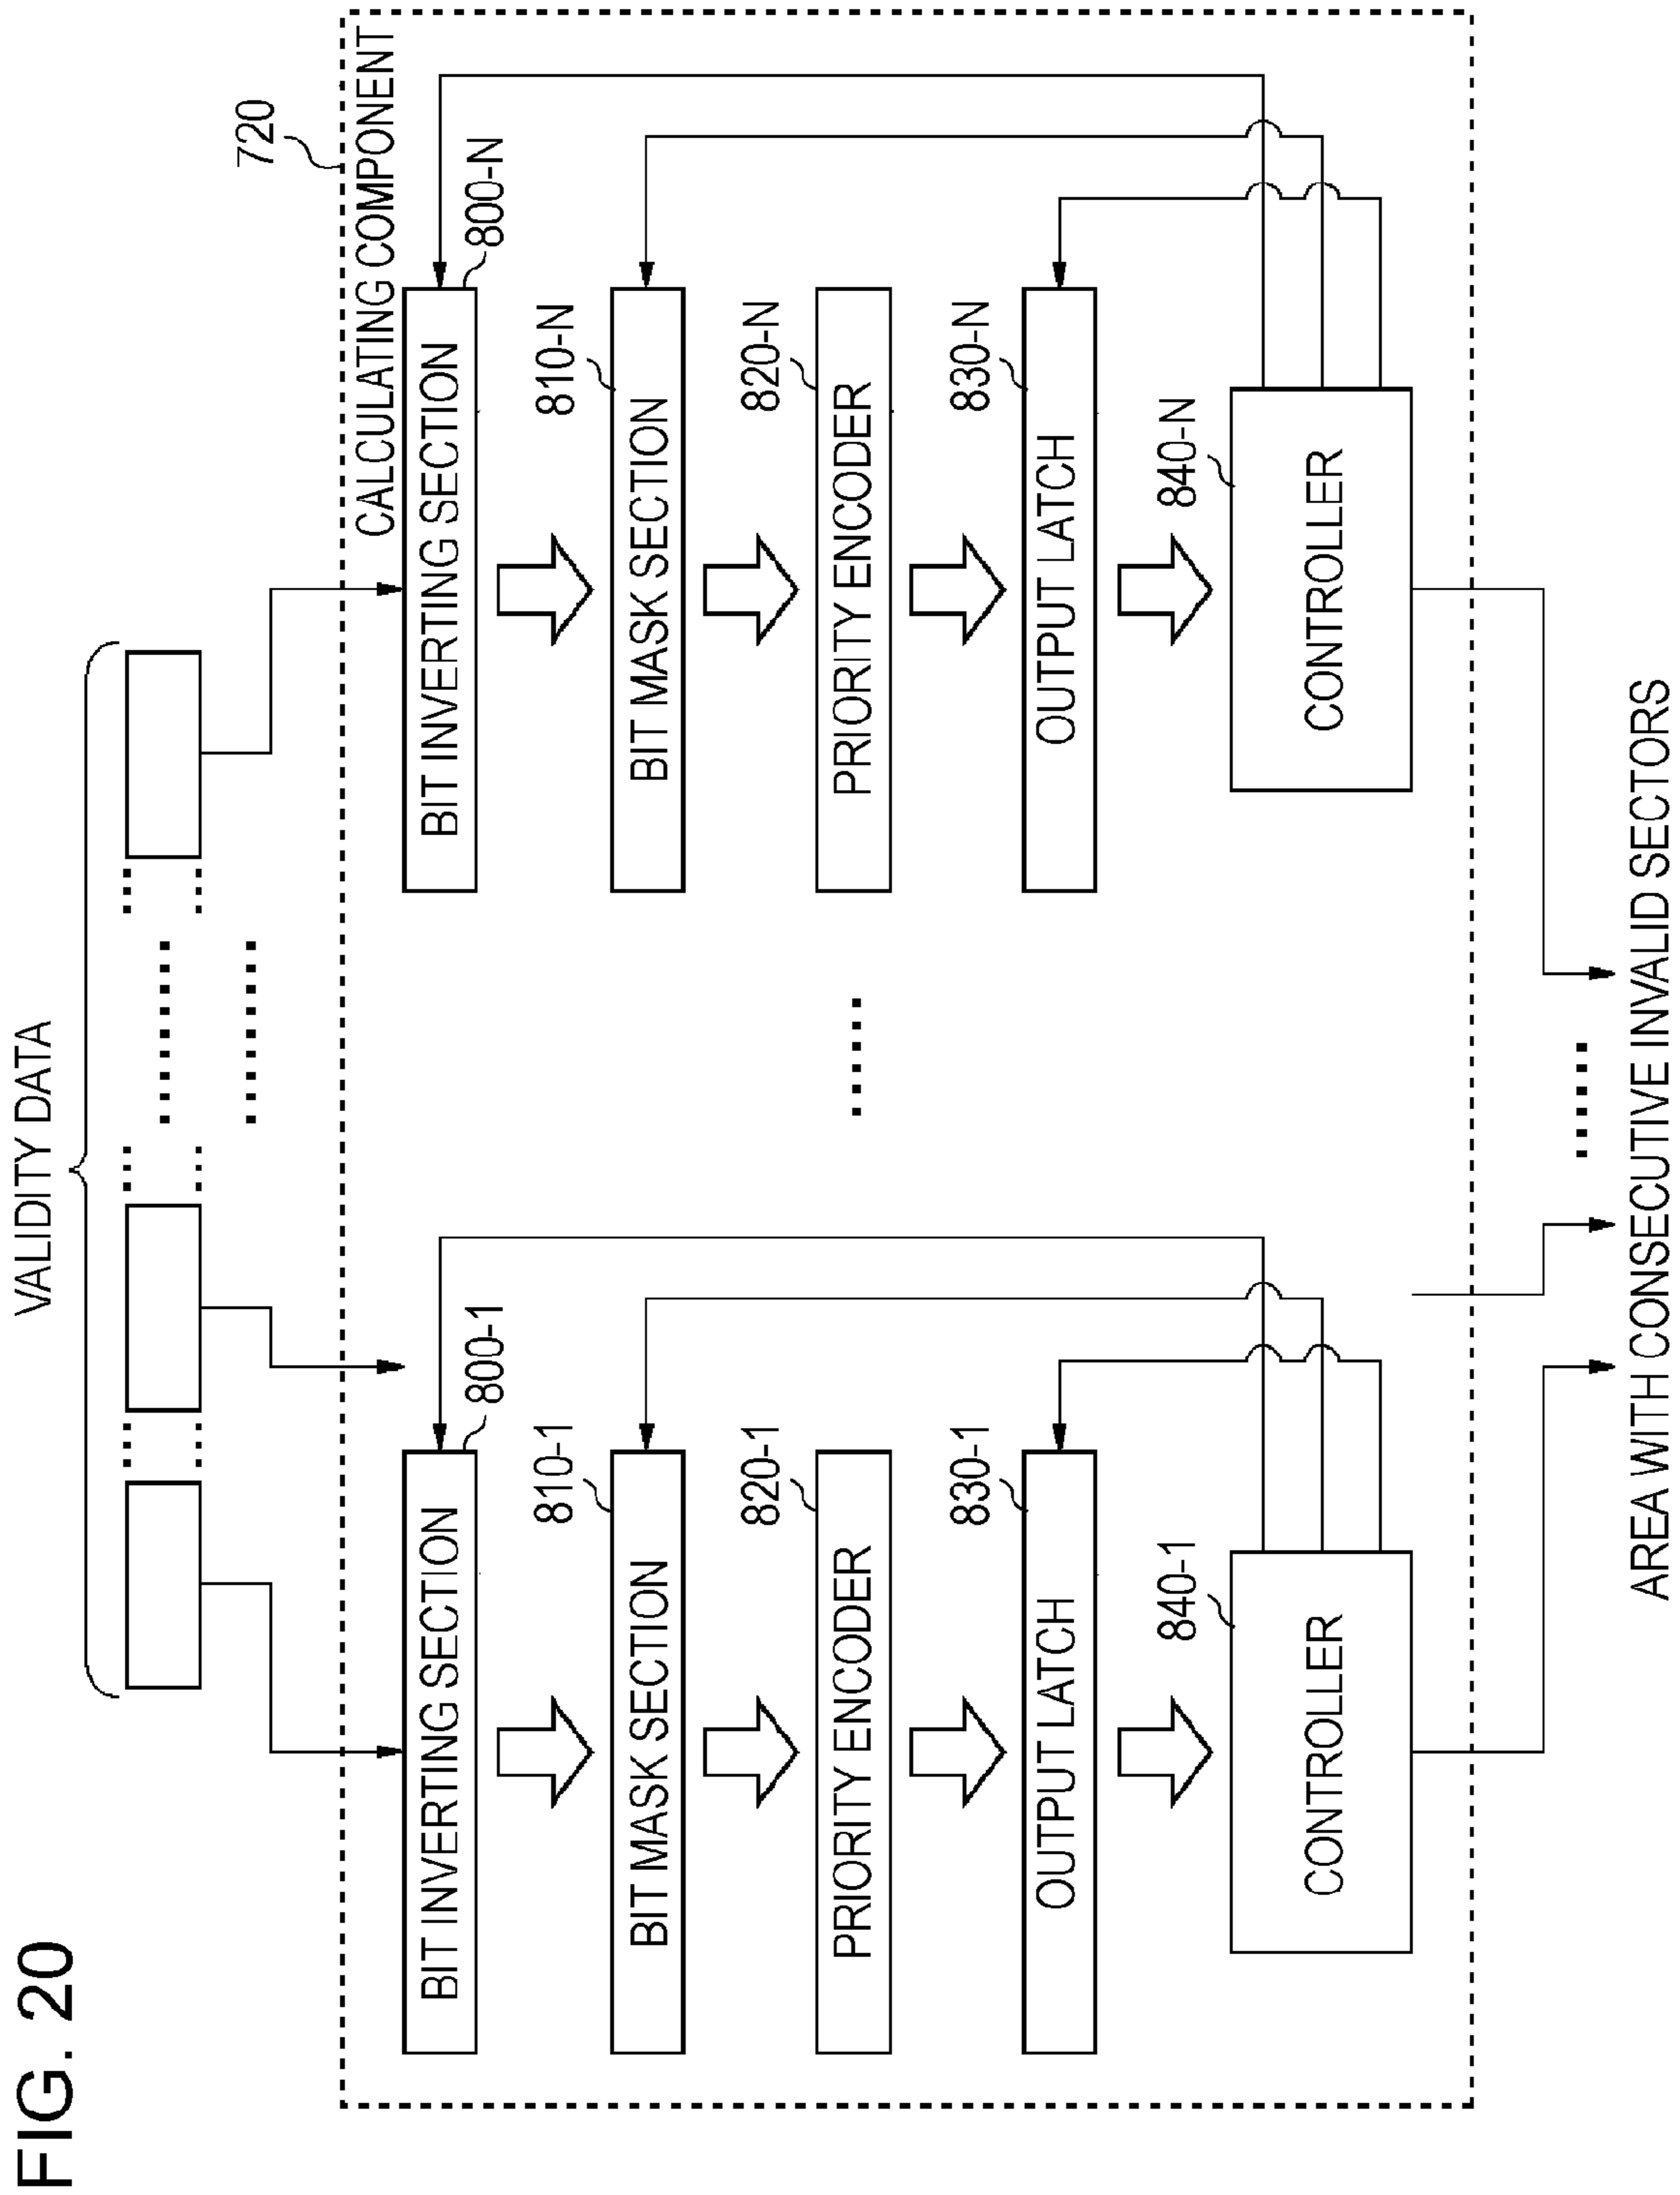 FIG. 20
VALIDITY DATA
720
CALCULATING COMPONENT
BIT INVERTING SECTION
800-1
810-1
BIT MASK SECTION
820-1
PRIORITY ENCODER
830-1
OUTPUT LATCH
840-1
CONTROLLER
BIT INVERTING SECTION
800-N
810-N
BIT MASK SECTION
820-N
PRIORITY ENCODER
830-N
OUTPUT LATCH
840-N
CONTROLLER
AREA WITH CONSECUTIVE INVALID SECTORS